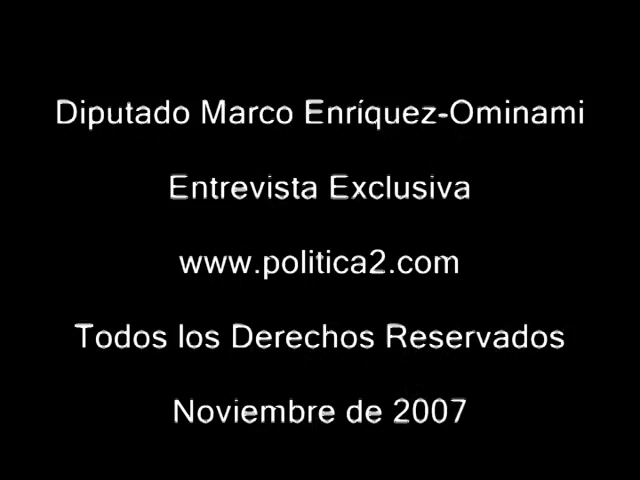 Diputado Marco Enríquez-Ominami
Entrevista Exclusiva
www.politica2.com
Todos los Derechos Reservados
Noviembre de 2007